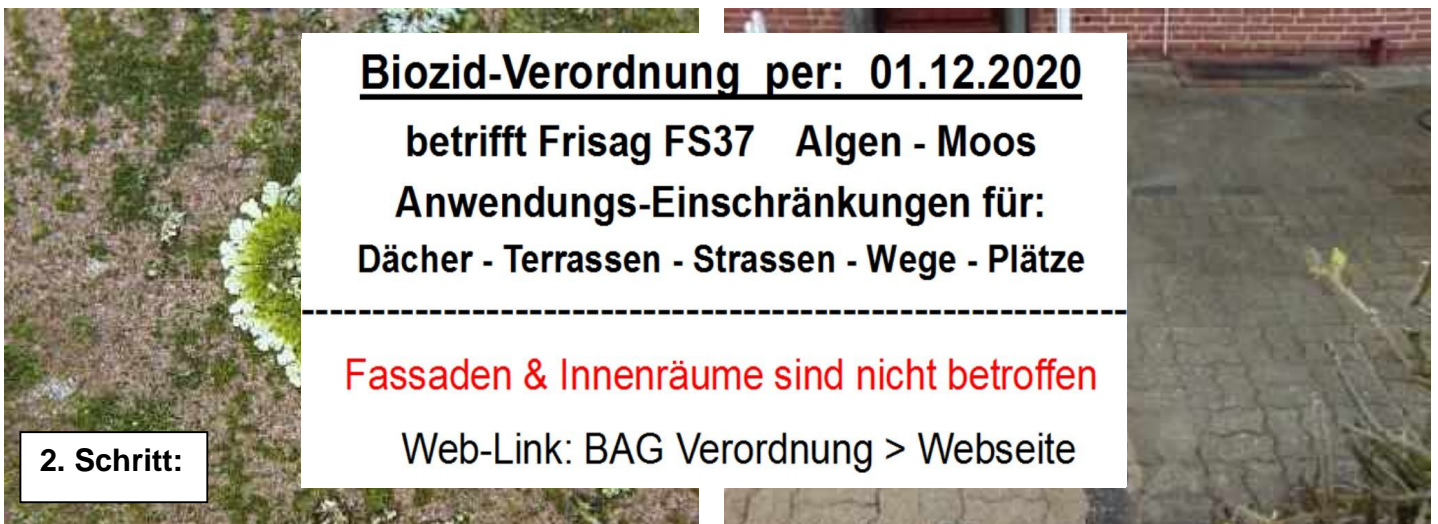 Biozid-Verordnung per: 01.12.2020
betrifft Frisag FS37 Algen - Moos
Anwendungs-Einschränkungen für:
Dächer - Terrassen - Strassen - Wege - Plätze
Fassaden & Innenräume sind nicht betroffen
Web-Link: BAG Verordnung > Webseite
2. Schritt: